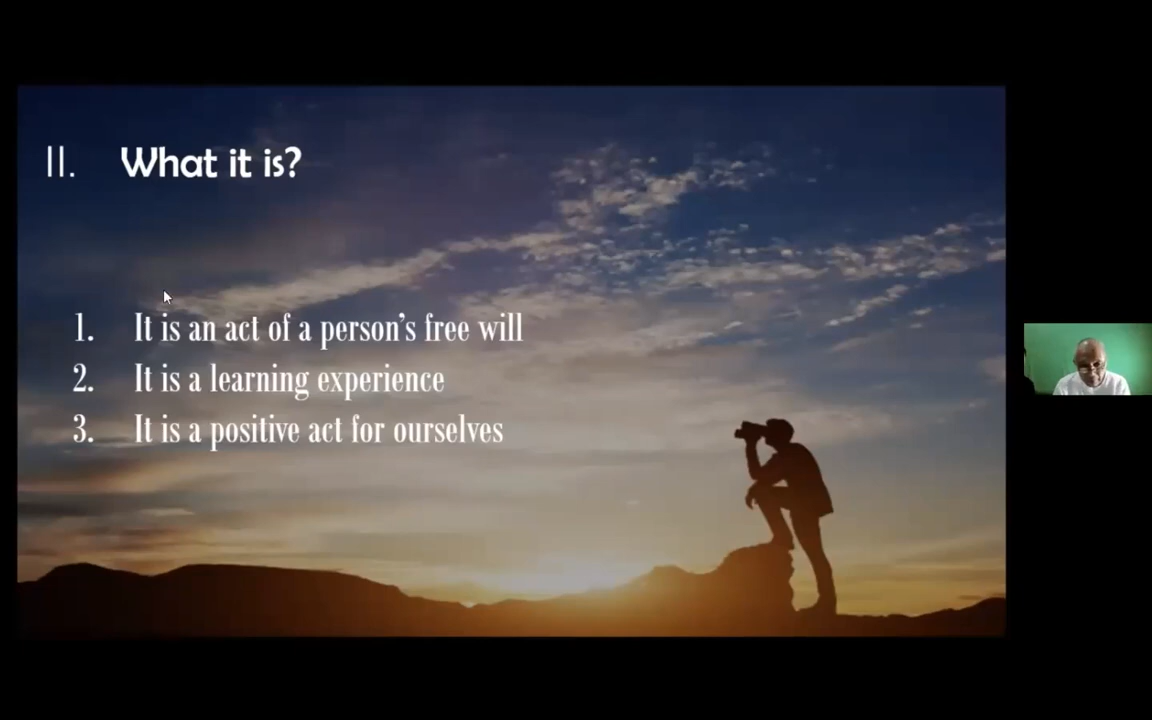 II. What it is?
1. It is an act of a person's free will
2. It is a learning experience
3. It is a positive act for ourselves